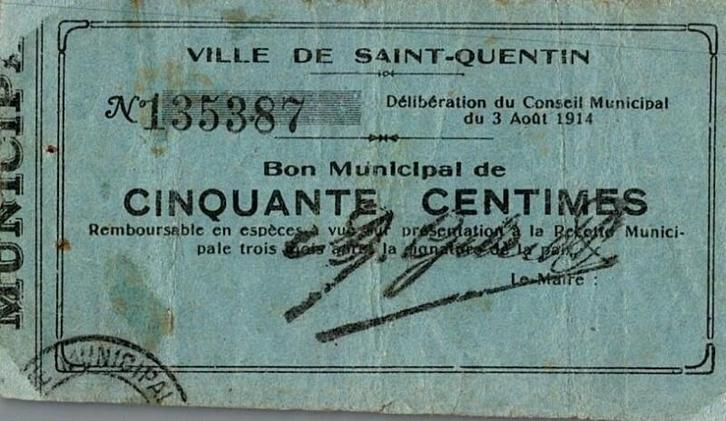 VILLE DE SAINT-QUENTIN
Nº 135387
Délibération du Conseil Municipal
du 3 Août 1914
Bon Municipal de
CINQUANTE CENTIMES
Remboursable en espèces à vue sur présentation à la Recette Munici-
pale trois mois après la signature de la paix.
Le Maire :
MUNICIPA
MUNICIPAL